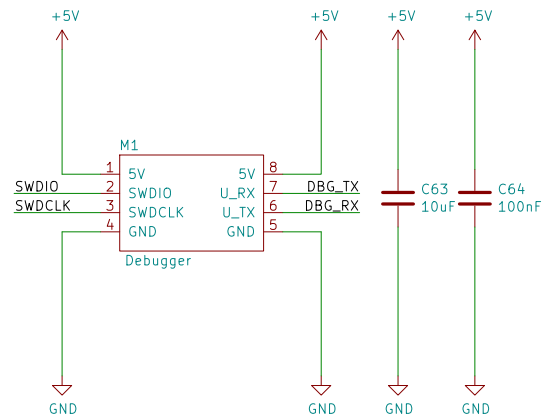 +5V +5V +5V +5V
M1
1 5V 5V 8
SWDIO 2 SWDIO U_RX 7 DBG_TX
SWDCLK 3 SWDCLK U_TX 6 DBG_RX
4 GND GND 5
Debugger
C63
10uF
C64
100nF
GND GND GND GND